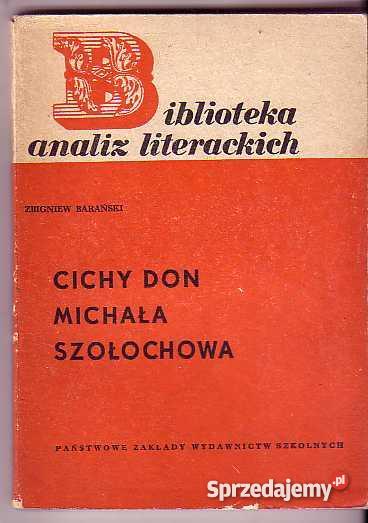 Biblioteka
analiz literackich
ZBIGNIEW BARAŃSKI
CICHY DON
MICHAŁA
SZOŁOCHOWA
PAŃSTWOWE ZAKŁADY WYDAWNICTW SZKOLNYCH
Sprzedajemy.pl